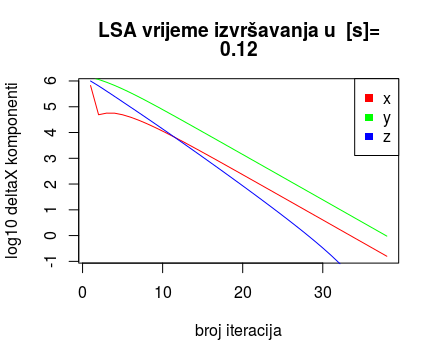 LSA vrijeme izvršavanja u  [s]=
0.12
log10 deltaX komponenti
6
5
4
3
2
1
0
-1
x
y
z
0 10 20 30
broj iteracija